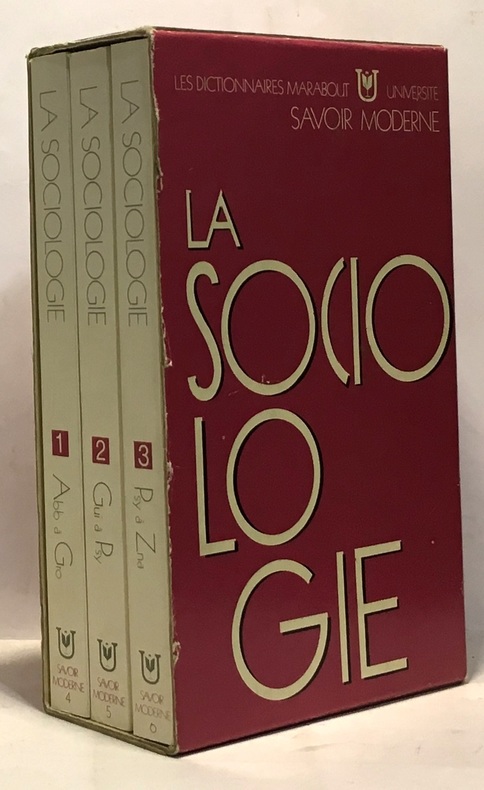 LA SOCIOLOGIE
1
Abb à Gro
SAVOIR
MODERNE
4
LA SOCIOLOGIE
2
Gui à Psy
SAVOIR
MODERNE
5
LA SOCIOLOGIE
3
Psy à Zna
SAVOIR
MODERNE
6
LES DICTIONNAIRES MARABOUT UNIVERSITÉ
SAVOIR MODERNE
LA
SOCIO
LO
GIE